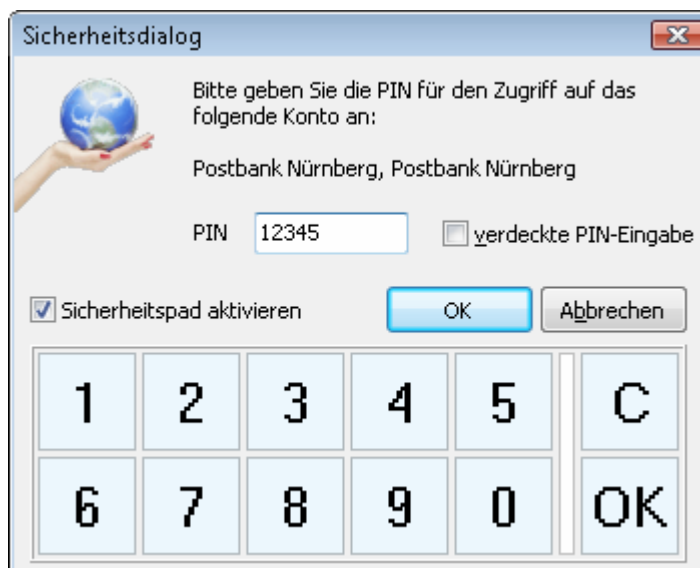 Sicherheitsdialog
Bitte geben Sie die PIN für den Zugriff auf das
folgende Konto an:
Postbank Nürnberg, Postbank Nürnberg
PIN 12345 verdeckte PIN-Eingabe
Sicherheitspad aktivieren OK Abbrechen
1 2 3 4 5 C
6 7 8 9 0 OK